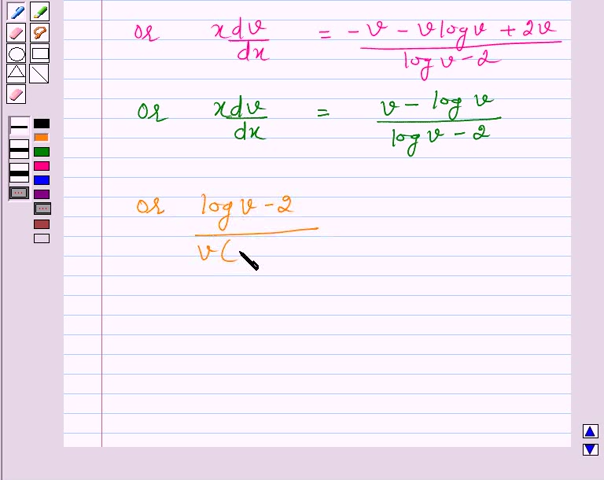 or x dv/dx = -v - v log v + 2v / log v - 2
or x dv/dx = v - log v / log v - 2
or log v - 2 / v (